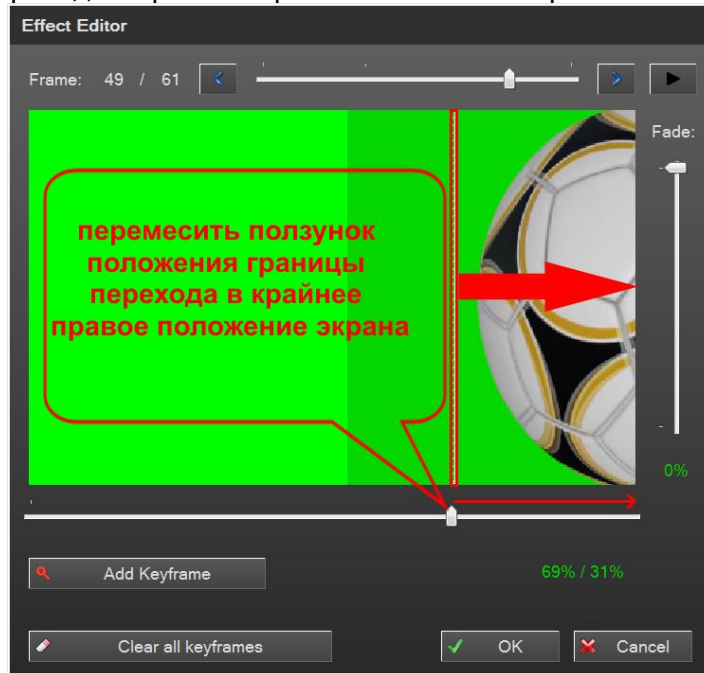 Effect Editor
Frame: 49 / 61
Fade:
перемесить ползунок
положения границы
перехода в крайнее
правое положение экрана
0%
Add Keyframe
69% / 31%
Clear all keyframes
OK
Cancel